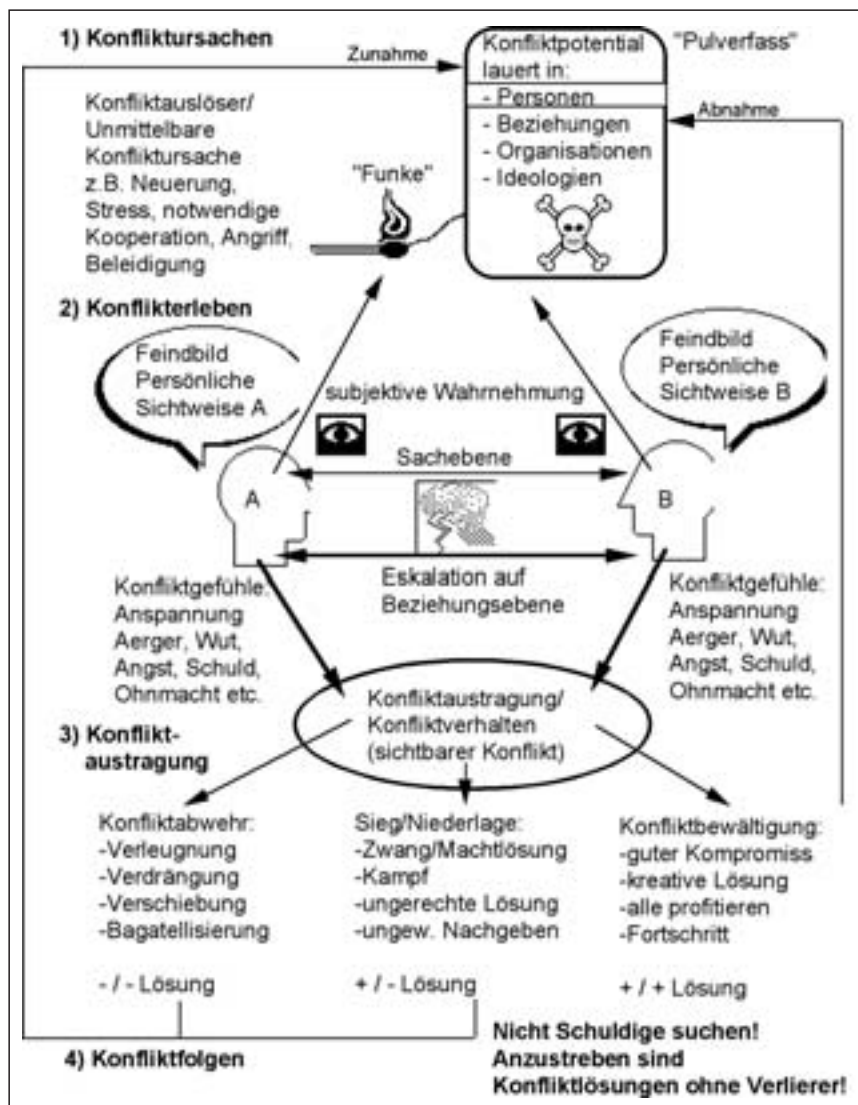 1) Konfliktursachen
Zunahme
Konfliktpotential
lauert in:
- Personen
- Beziehungen
- Organisationen
- Ideologien
"Pulverfass"
Abnahme
Konfliktauslöser/
Unmittelbare
Konfliktursache
z.B. Neuerung,
Stress, notwendige
Kooperation, Angriff,
Beleidigung
"Funke"
2) Konflikterleben
Feindbild
Persönliche
Sichtweise A
Feindbild
Persönliche
Sichtweise B
subjektive Wahrnehmung
Sachebene
A
B
Eskalation auf
Beziehungsebene
Konfliktgefühle:
Anspannung
Aerger, Wut,
Angst, Schuld,
Ohnmacht etc.
Konfliktgefühle:
Anspannung
Aerger, Wut,
Angst, Schuld,
Ohnmacht etc.
Konfliktaustragung/
Konfliktverhalten
(sichtbarer Konflikt)
3) Konflikt-
austragung
Konfliktabwehr:
-Verleugnung
-Verdrängung
-Verschiebung
-Bagatellisierung
- / - Lösung
Sieg/Niederlage:
-Zwang/Machtlösung
-Kampf
-ungerechte Lösung
-ungew. Nachgeben
+ / - Lösung
Konfliktbewältigung:
-guter Kompromiss
-kreative Lösung
-alle profitieren
-Fortschritt
+ / + Lösung
4) Konfliktfolgen
Nicht Schuldige suchen!
Anzustreben sind
Konfliktlösungen ohne Verlierer!